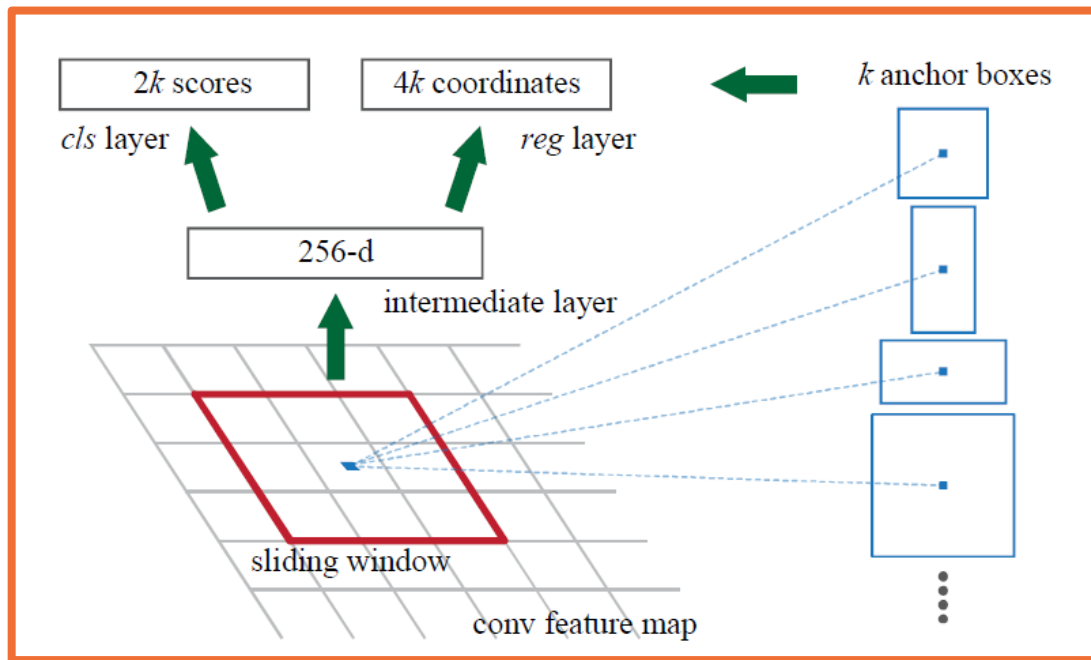 2k scores
4k coordinates
k anchor boxes
cls layer
reg layer
256-d
intermediate layer
sliding window
conv feature map